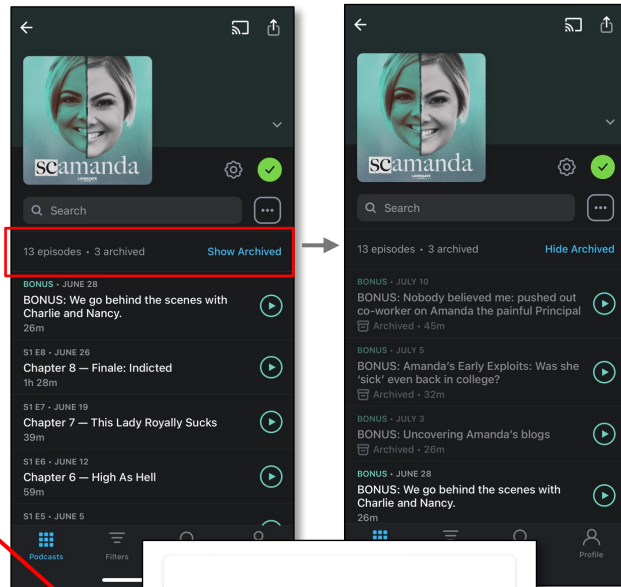 scamanda
Search
13 episodes • 3 archived Show Archived
BONUS • JUNE 28
BONUS: We go behind the scenes with
Charlie and Nancy.
26m
S1 E8 • JUNE 26
Chapter 8 — Finale: Indicted
1h 28m
S1 E7 • JUNE 19
Chapter 7 — This Lady Royally Sucks
39m
S1 E6 • JUNE 12
Chapter 6 — High As Hell
59m
S1 E5 • JUNE 5
Podcasts Filters
scamanda
Search
13 episodes • 3 archived Hide Archived
BONUS • JULY 10
BONUS: Nobody believed me: pushed out
co-worker on Amanda the painful Principal
Archived • 45m
BONUS • JULY 5
BONUS: Amanda's Early Exploits: Was she
'sick' even back in college?
Archived • 32m
BONUS • JULY 3
BONUS: Uncovering Amanda's blogs
Archived • 26m
BONUS • JUNE 28
BONUS: We go behind the scenes with
Charlie and Nancy.
26m
Profile